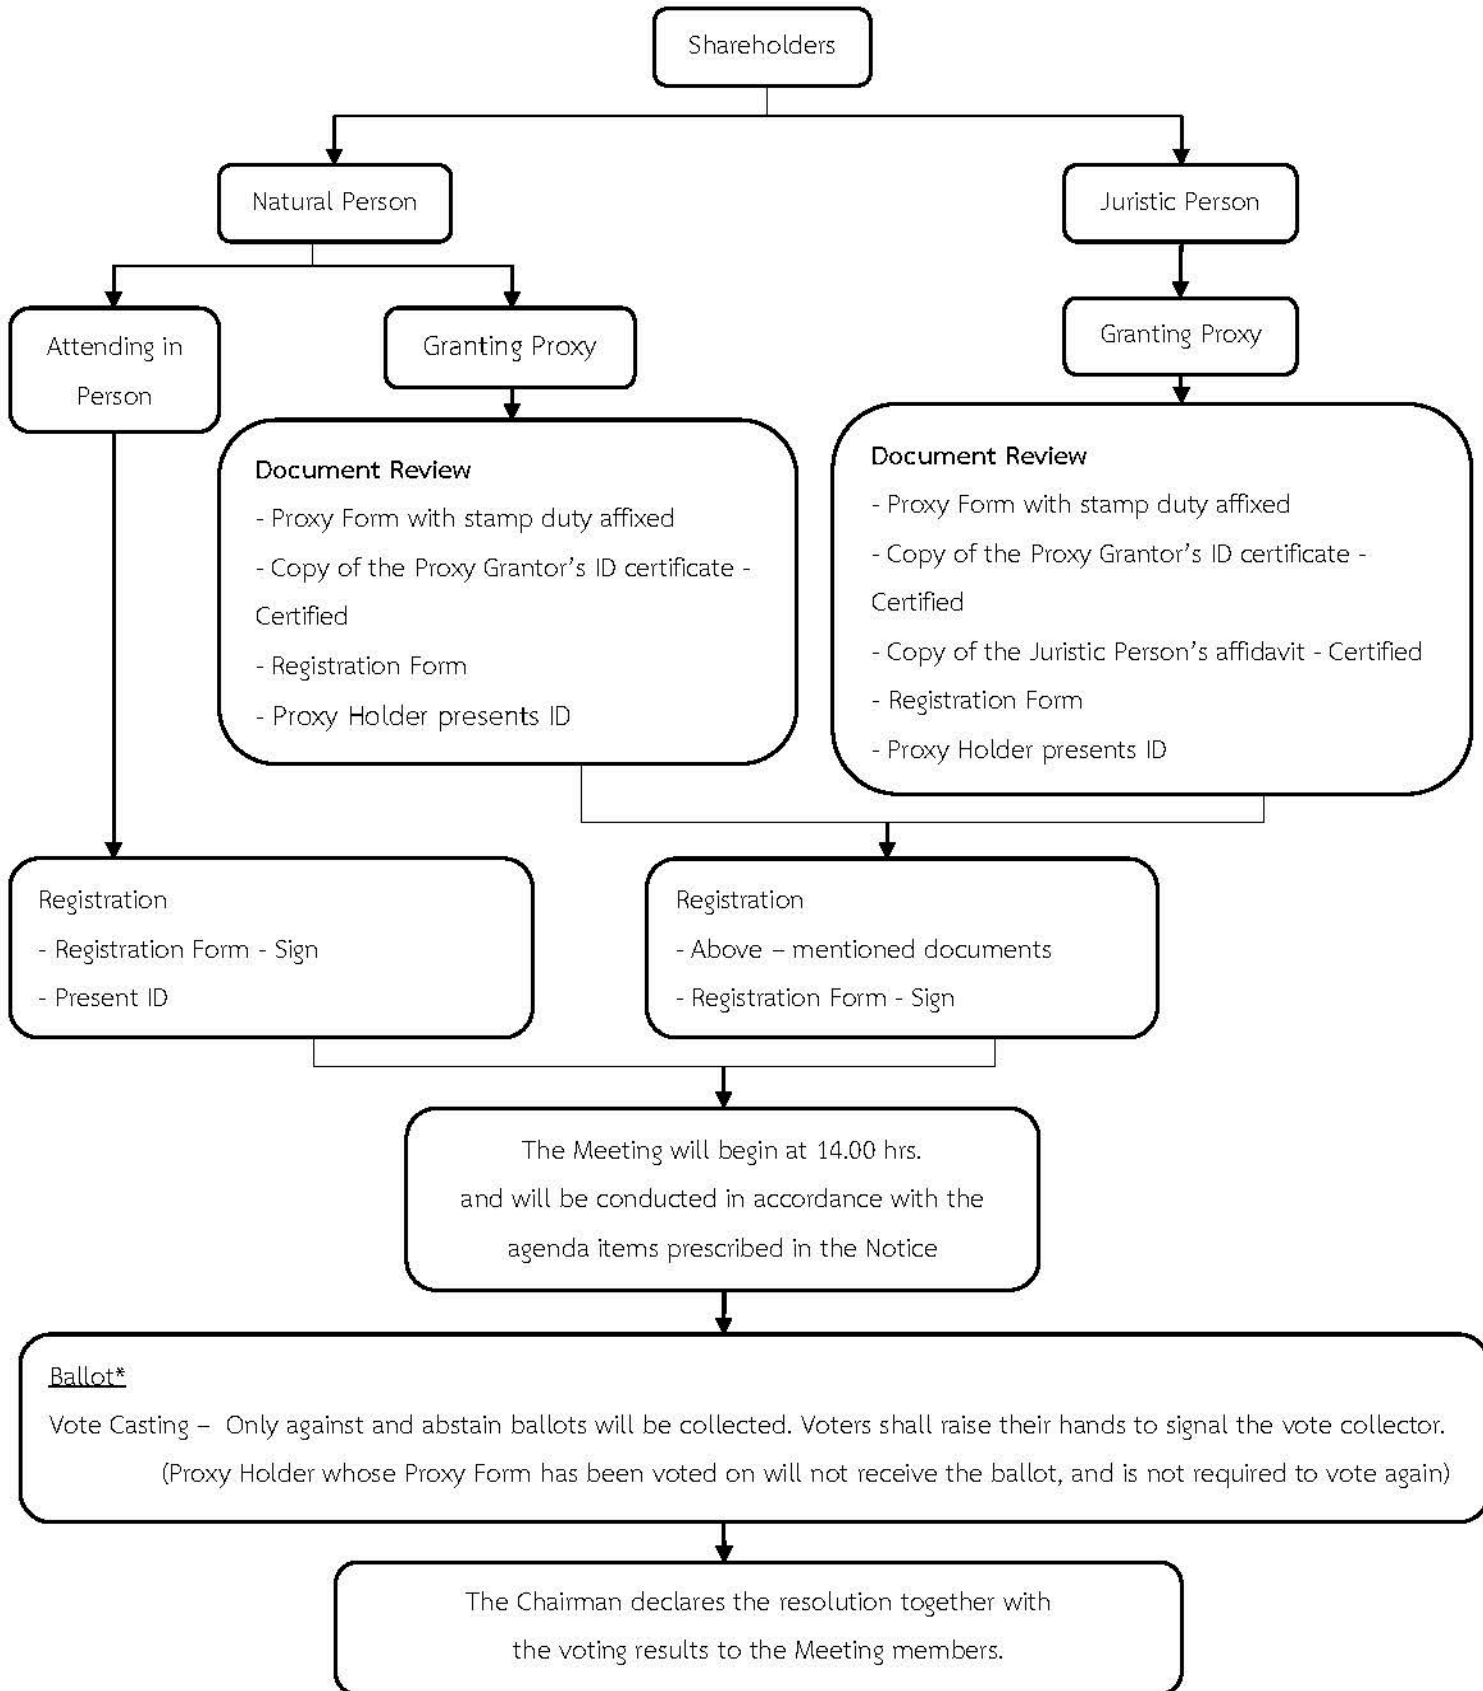 Shareholders
Natural Person
Juristic Person
Attending in
Person
Granting Proxy
Granting Proxy
Document Review
- Proxy Form with stamp duty affixed
- Copy of the Proxy Grantor's ID certificate -
Certified
- Registration Form
- Proxy Holder presents ID
Document Review
- Proxy Form with stamp duty affixed
- Copy of the Proxy Grantor's ID certificate -
Certified
- Copy of the Juristic Person's affidavit - Certified
- Registration Form
- Proxy Holder presents ID
Registration
- Registration Form - Sign
- Present ID
Registration
- Above – mentioned documents
- Registration Form - Sign
The Meeting will begin at 14.00 hrs.
and will be conducted in accordance with the
agenda items prescribed in the Notice
Ballot*
Vote Casting – Only against and abstain ballots will be collected. Voters shall raise their hands to signal the vote collector.
(Proxy Holder whose Proxy Form has been voted on will not receive the ballot, and is not required to vote again)
The Chairman declares the resolution together with
the voting results to the Meeting members.